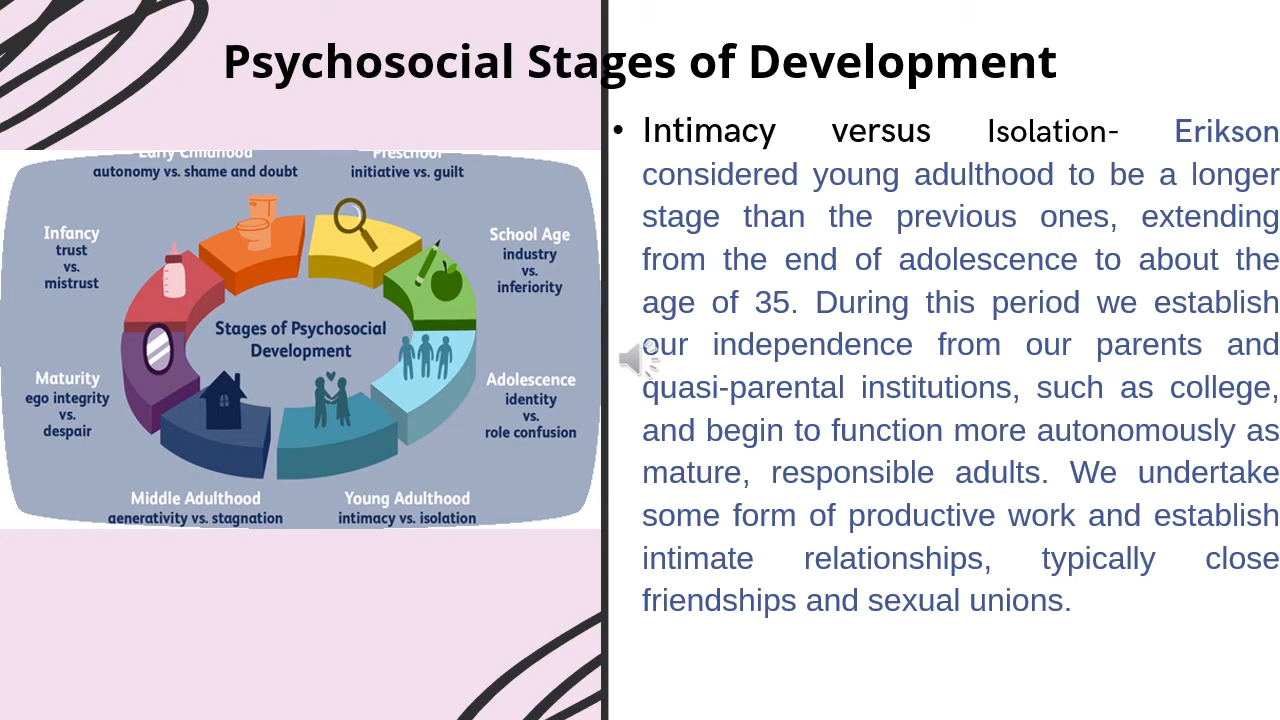 Psychosocial Stages of Development
Early Childhood
autonomy vs. shame and doubt
Preschool
initiative vs. guilt
Infancy
trust
vs.
mistrust
School Age
industry
vs.
inferiority
Stages of Psychosocial
Development
Maturity
ego integrity
vs.
despair
Adolescence
identity
vs.
role confusion
Middle Adulthood
generativity vs. stagnation
Young Adulthood
intimacy vs. isolation
• Intimacy versus Isolation- Erikson
considered young adulthood to be a longer
stage than the previous ones, extending
from the end of adolescence to about the
age of 35. During this period we establish
our independence from our parents and
quasi-parental institutions, such as college,
and begin to function more autonomously as
mature, responsible adults. We undertake
some form of productive work and establish
intimate relationships, typically close
friendships and sexual unions.